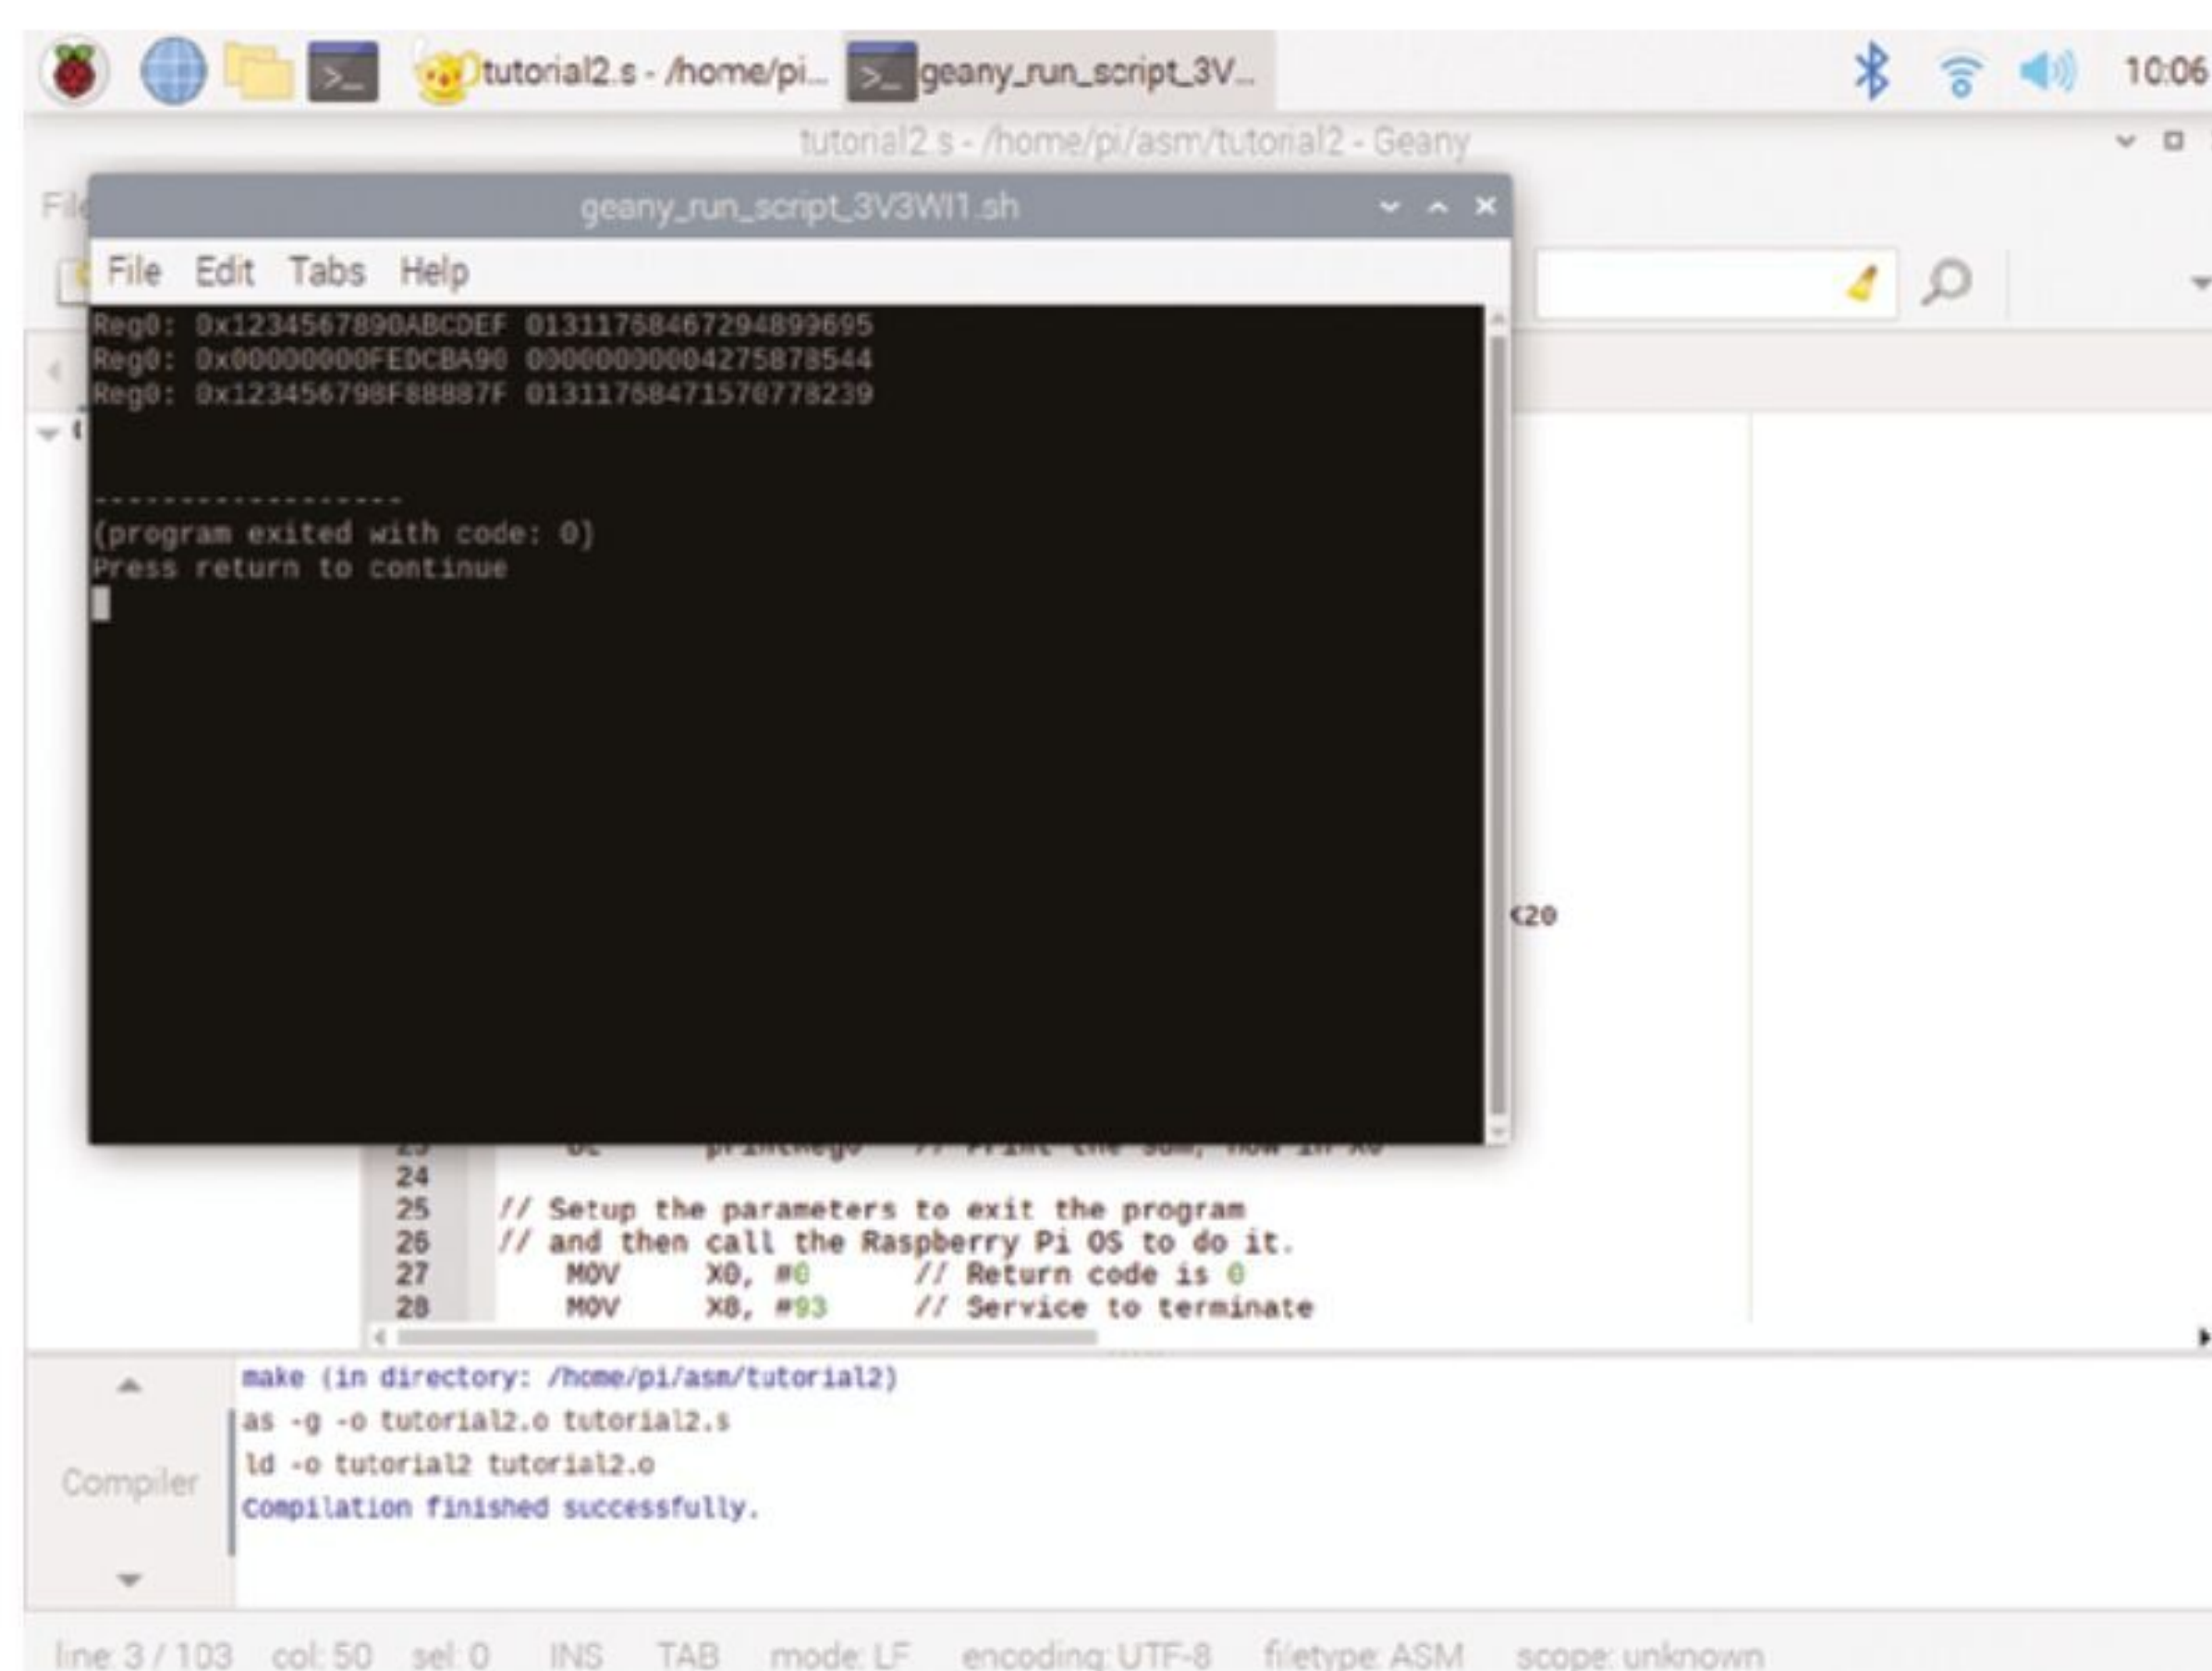 tutorial2.s - /home/pi... geany_run_script_3V... 10:06
tutorial2.s - /home/pi/asm/tutorial2 - Geany
geany_run_script_3V3WI1.sh
File Edit Tabs Help
Reg0: 0x1234567890ABCDEF 01311768467294899695
Reg0: 0x00000000FEDCBA90 00000000004275878544
Reg0: 0x123456798F88887F 01311768471570778239
------------------
(program exited with code: 0)
Press return to continue
<20
24
25 // Setup the parameters to exit the program
26 // and then call the Raspberry Pi OS to do it.
27 MOV X0, #0 // Return code is 0
28 MOV X8, #93 // Service to terminate
make (in directory: /home/pi/asm/tutorial2)
as -g -o tutorial2.o tutorial2.s
ld -o tutorial2 tutorial2.o
Compiler
Compilation finished successfully.
line: 3 / 103 col: 50 sel: 0 INS TAB mode: LF encoding: UTF-8 filetype: ASM scope: unknown